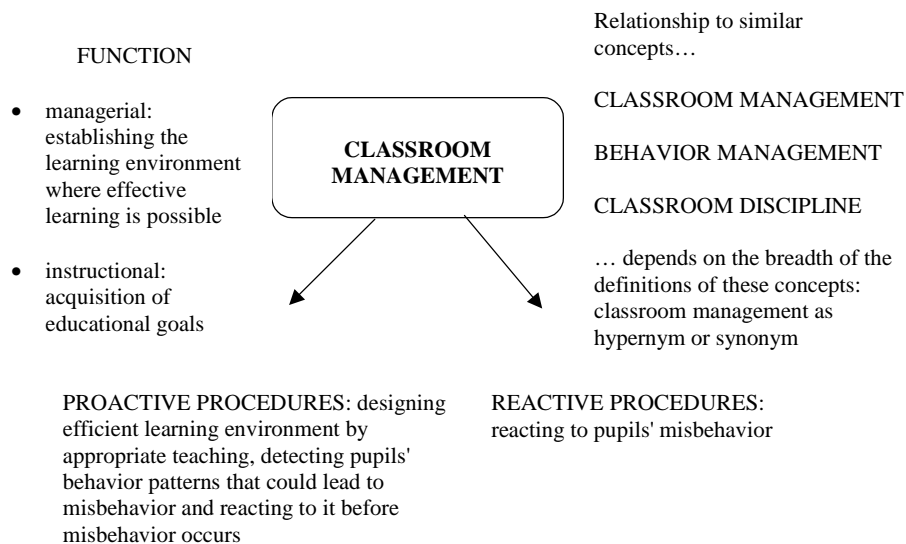 FUNCTION
• managerial:
establishing the
learning environment
where effective
learning is possible
• instructional:
acquisition of
educational goals
CLASSROOM
MANAGEMENT
Relationship to similar
concepts…
CLASSROOM MANAGEMENT
BEHAVIOR MANAGEMENT
CLASSROOM DISCIPLINE
… depends on the breadth of the
definitions of these concepts:
classroom management as
hypernym or synonym
PROACTIVE PROCEDURES: designing
efficient learning environment by
appropriate teaching, detecting pupils'
behavior patterns that could lead to
misbehavior and reacting to it before
misbehavior occurs
REACTIVE PROCEDURES:
reacting to pupils' misbehavior